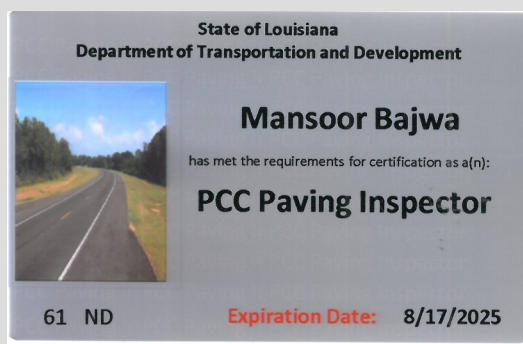 State of Louisiana
Department of Transportation and Development
Mansoor Bajwa
has met the requirements for certification as a(n):
PCC Paving Inspector
61 ND
Expiration Date: 8/17/2025